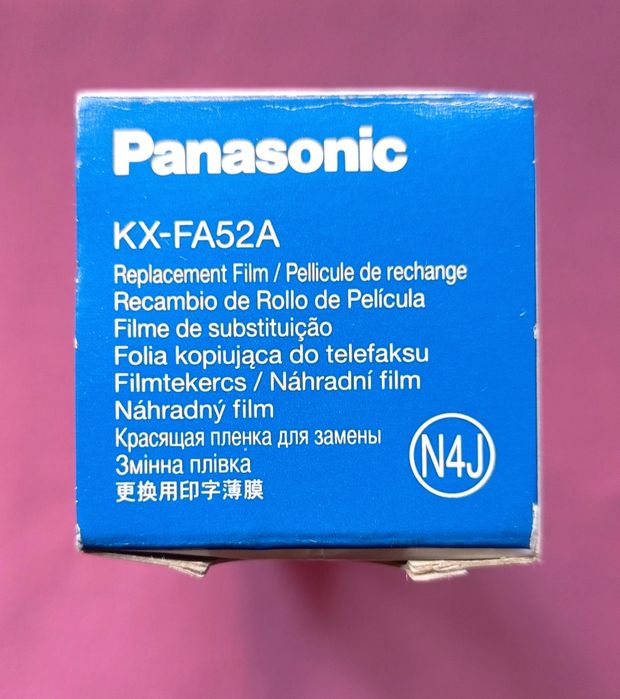 Panasonic
KX-FA52A
Replacement Film / Pellicule de rechange
Recambio de Rollo de Película
Filme de substituição
Folia kopiująca do telefaksu
Filmtekercs / Náhradní film
Náhradný film
Красящая пленка для замены
Змінна плівка
更换用印字薄膜
N4J